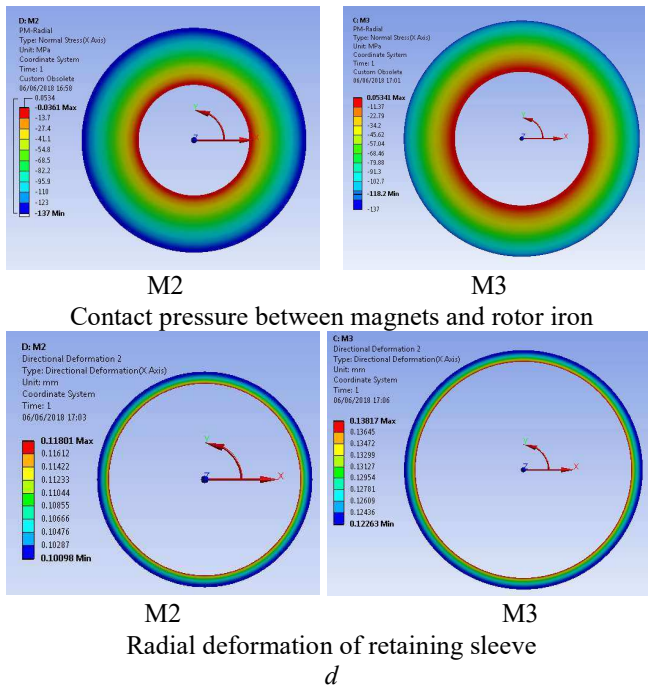 D: M2
PM-Radial
Type: Normal Stress(X Axis)
Unit: MPa
Coordinate System
Time: 1
Custom Obsolete
06/06/2018 16:58
0.0534
-0.0361 Max
-13.7
-27.4
-41.1
-54.8
-68.5
-82.2
-95.9
-110
-123
-137 Min
Y
Z
X
C: M3
PM-Radial
Type: Normal Stress(X Axis)
Unit: MPa
Coordinate System
Time: 1
Custom Obsolete
06/06/2018 17:01
0.05341 Max
-11.37
-22.79
-34.2
-45.62
-57.04
-68.46
-79.88
-91.3
-102.7
-118.2 Min
-137
Y
Z
X
M2
M3
Contact pressure between magnets and rotor iron
D: M2
Directional Deformation 2
Type: Directional Deformation(X Axis)
Unit: mm
Coordinate System
Time: 1
06/06/2018 17:03
0.11801 Max
0.11612
0.11422
0.11233
0.11044
0.10855
0.10666
0.10476
0.10287
0.10098 Min
Y
Z
X
C: M3
Directional Deformation 2
Type: Directional Deformation(X Axis)
Unit: mm
Coordinate System
Time: 1
06/06/2018 17:06
0.13817 Max
0.13645
0.13472
0.13299
0.13127
0.12954
0.12781
0.12609
0.12436
0.12263 Min
Y
Z
X
M2
M3
Radial deformation of retaining sleeve
d